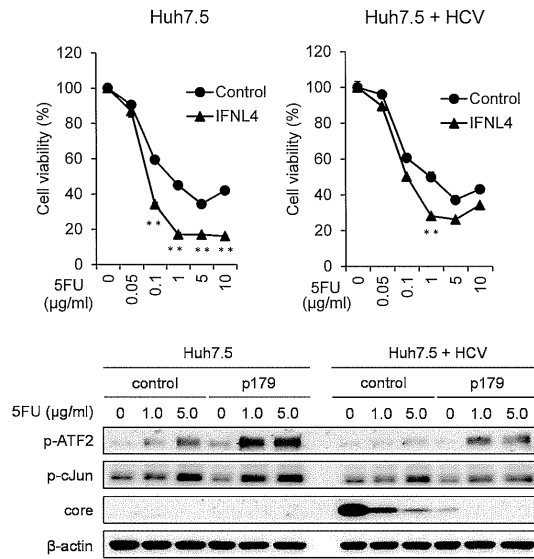 Huh7.5
Huh7.5 + HCV
120
100
80
60
40
20
0
Cell viability (%)
Control
IFNL4
**
** ** **
0 0.05 0.1 1 5 10
5FU
(μg/ml)
120
100
80
60
40
20
0
Cell viability (%)
Control
IFNL4
**
0 0.05 0.1 1 5 10
5FU
(μg/ml)
Huh7.5 Huh7.5 + HCV
control p179 control p179
5FU (μg/ml) 0 1.0 5.0 0 1.0 5.0 0 1.0 5.0 0 1.0 5.0
p-ATF2
p-cJun
core
β-actin